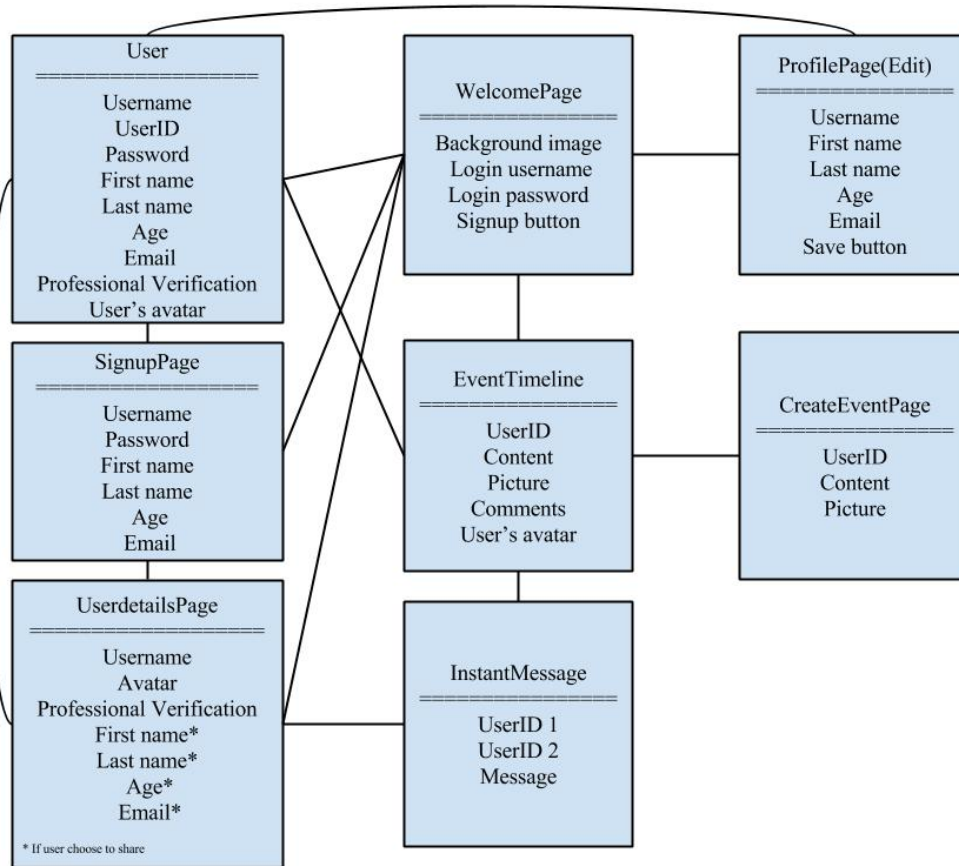 User
==================
Username
UserID
Password
First name
Last name
Age
Email
Professional Verification
User's avatar
SignupPage
==================
Username
Password
First name
Last name
Age
Email
UserdetailsPage
===================
Username
Avatar
Professional Verification
First name*
Last name*
Age*
Email*
* If user choose to share
WelcomePage
================
Background image
Login username
Login password
Signup button
EventTimeline
================
UserID
Content
Picture
Comments
User's avatar
InstantMessage
================
UserID 1
UserID 2
Message
ProfilePage(Edit)
================
Username
First name
Last name
Age
Email
Save button
CreateEventPage
================
UserID
Content
Picture